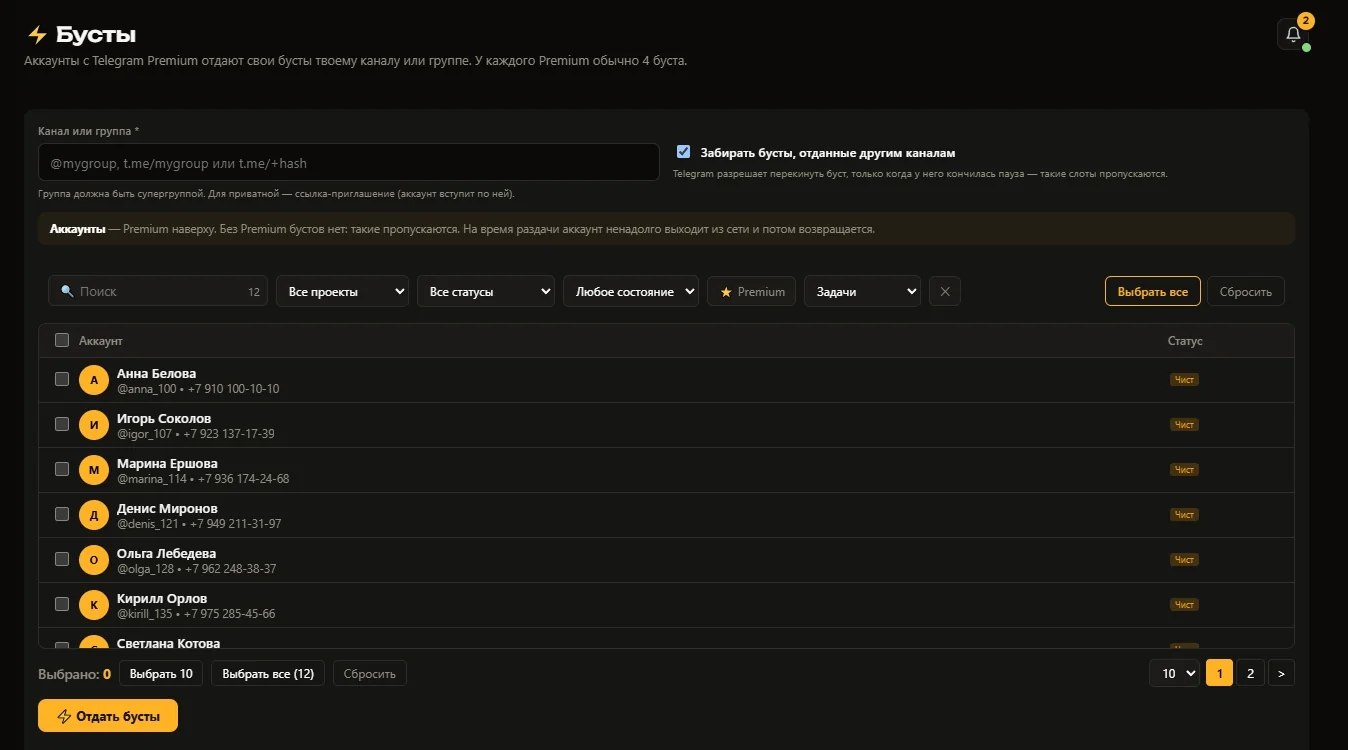 Бусты
2
Аккаунты с Telegram Premium отдают свои бусты твоему каналу или группе. У каждого Premium обычно 4 буста.
Канал или группа *
@mygroup, t.me/mygroup или t.me/+hash
Забирать бусты, отданные другим каналам
Telegram разрешает перекинуть буст, только когда у него кончилась пауза — такие слоты пропускаются.
Группа должна быть супергруппой. Для приватной — ссылка-приглашение (аккаунт вступит по ней).
Аккаунты — Premium наверху. Без Premium бустов нет: такие пропускаются. На время раздачи аккаунт ненадолго выходит из сети и потом возвращается.
Поиск 12 Все проекты Все статусы Любое состояние Premium Задачи Выбрать все Сбросить
Аккаунт Статус
А Анна Белова
@anna_100 • +7 910 100-10-10 Чист
И Игорь Соколов
@igor_107 • +7 923 137-17-39 Чист
М Марина Ершова
@marina_114 • +7 936 174-24-68 Чист
Д Денис Миронов
@denis_121 • +7 949 211-31-97 Чист
О Ольга Лебедева
@olga_128 • +7 962 248-38-37 Чист
К Кирилл Орлов
@kirill_135 • +7 975 285-45-66 Чист
Светлана Котова
Выбрано: 0 Выбрать 10 Выбрать все (12) Сбросить 10 1 2 >
Отдать бусты